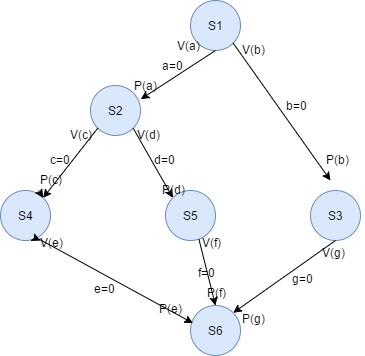 S1
V(a)
V(b)
a=0
P(a)
b=0
S2
V(c)
V(d)
c=0
d=0
P(b)
P(c)
P(d)
S4
S5
S3
V(e)
V(f)
V(g)
f=0
g=0
e=0
P(f)
P(e)
P(g)
S6